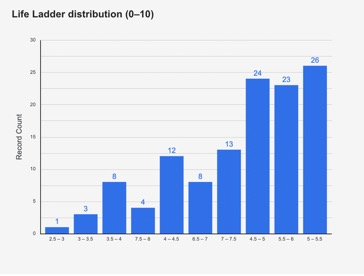 Life Ladder distribution (0–10)
Record Count
30
25
20
15
10
5
0
1
3
8
4
12
8
13
24
23
26
2.5 – 3
3 – 3.5
3.5 – 4
7.5 – 8
4 – 4.5
6.5 – 7
7 – 7.5
4.5 – 5
5.5 – 6
5 – 5.5